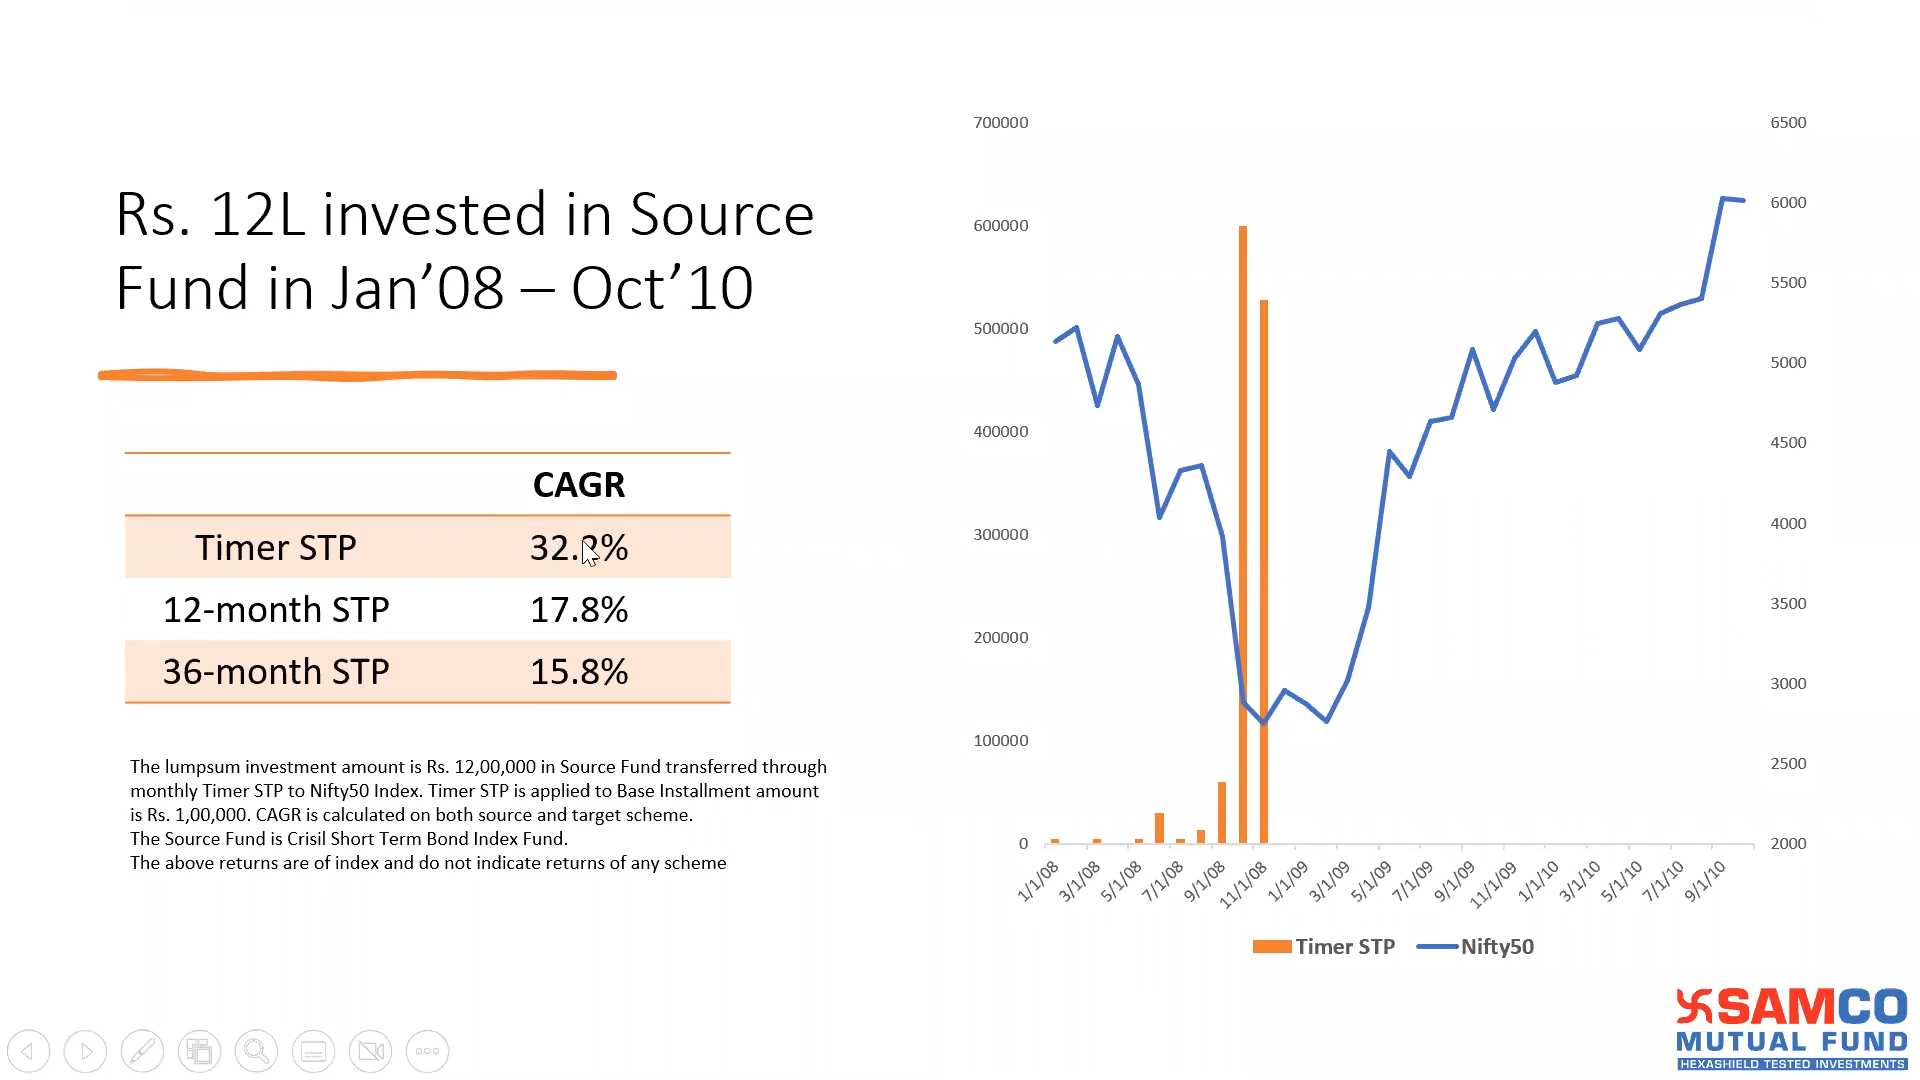 Rs. 12L invested in Source
Fund in Jan’08 – Oct’10
CAGR
Timer STP
12-month STP 17.8%
36-month STP 15.8%
The lumpsum investment amount is Rs. 12,00,000 in Source Fund transferred through
monthly Timer STP to Nifty50 Index. Timer STP is applied to Base Installment amount
is Rs. 1,00,000. CAGR is calculated on both source and target scheme.
The Source Fund is Crisil Short Term Bond Index Fund.
The above returns are of index and do not indicate returns of any scheme
700000
600000
500000
400000
300000
200000
100000
0
6500
6000
5500
5000
4500
4000
3500
3000
2500
2000
1/1/08 3/1/08 5/1/08 7/1/08 9/1/08 11/1/08 1/1/09 3/1/09 5/1/09 7/1/09 9/1/09 11/1/09 1/1/10 3/1/10 5/1/10 7/1/10 9/1/10
Timer STP Nifty50
SAMCO
MUTUAL FUND
HEXASHIELD TESTED INVESTMENTS